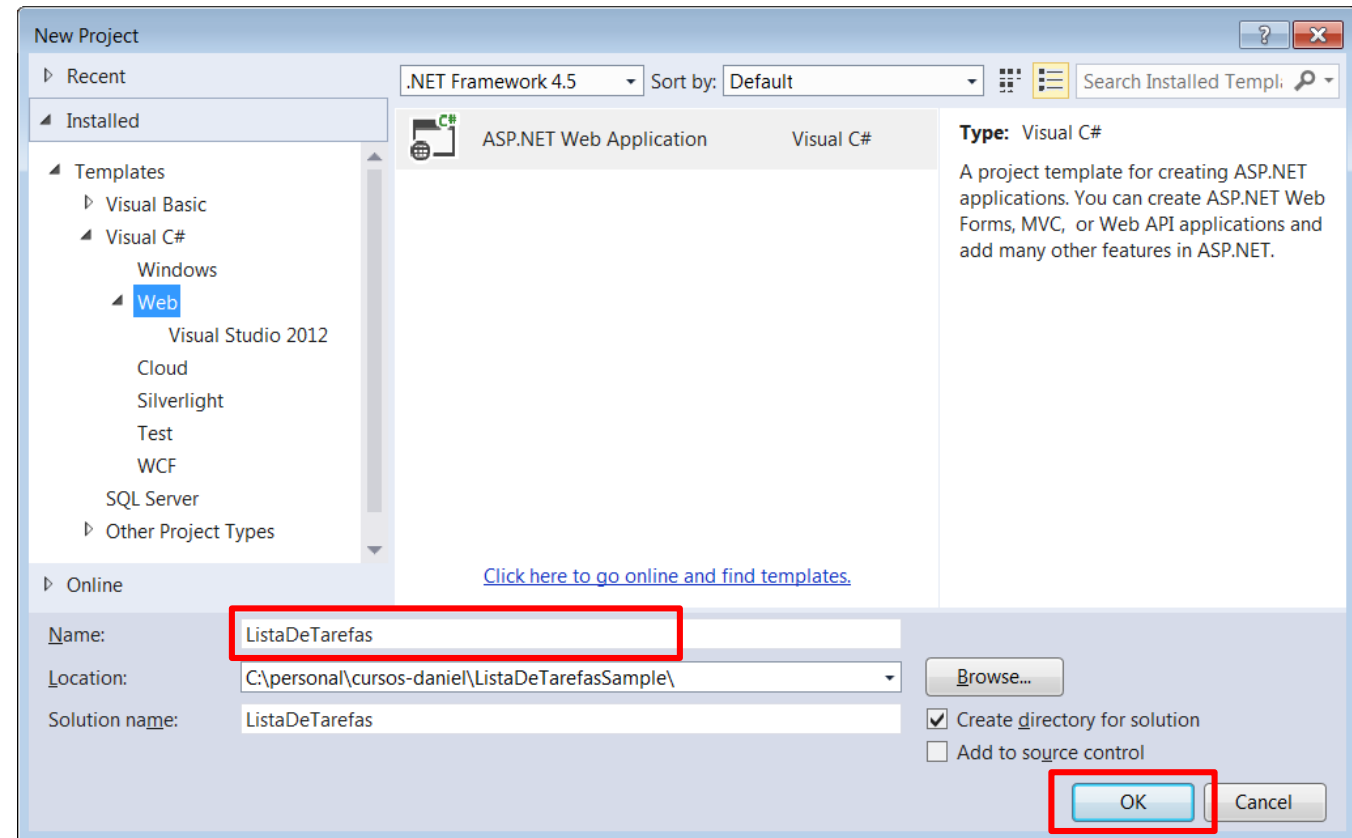 New Project
Recent
.NET Framework 4.5
Sort by:
Default
Search Installed Templ
Installed
Templates
Visual Basic
Visual C#
Windows
Web
Visual Studio 2012
Cloud
Silverlight
Test
WCF
SQL Server
Other Project Types
Online
C#
ASP.NET Web Application
Visual C#
Click here to go online and find templates.
Type: Visual C#
A project template for creating ASP.NET
applications. You can create ASP.NET Web
Forms, MVC, or Web API applications and
add many other features in ASP.NET.
Name:
ListaDeTarefas
Location:
C:\personal\cursos-daniel\ListaDeTarefasSample\
Browse...
Solution name:
ListaDeTarefas
Create directory for solution
Add to source control
OK
Cancel